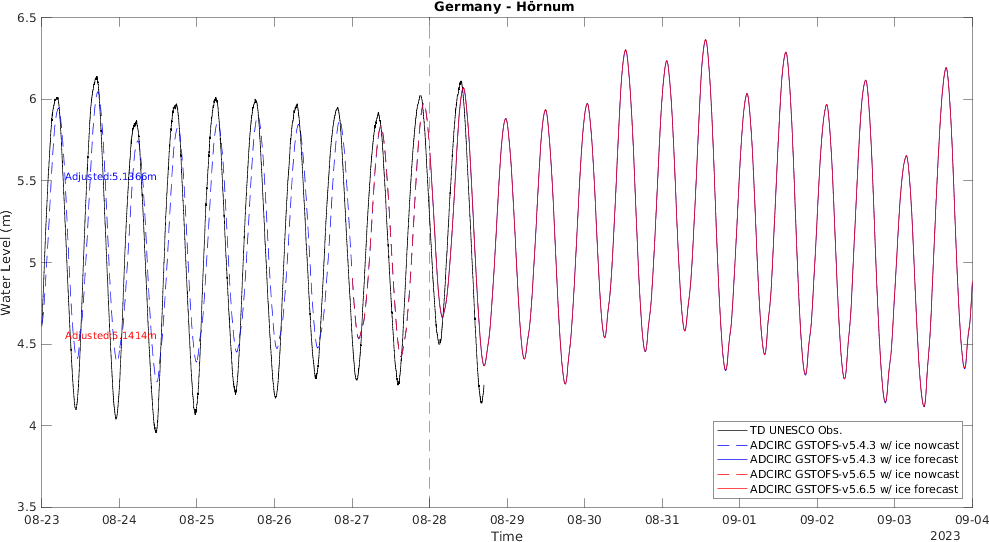 Germany - Hörnum
6.5
6
5.5
5
4.5
4
3.5
Water Level (m)
Adjusted:5.1366m
Adjusted:5.1414m
TD UNESCO Obs.
ADCIRC GSTOFS-v5.4.3 w/ ice nowcast
ADCIRC GSTOFS-v5.4.3 w/ ice forecast
ADCIRC GSTOFS-v5.6.5 w/ ice nowcast
ADCIRC GSTOFS-v5.6.5 w/ ice forecast
08-23 08-24 08-25 08-26 08-27 08-28 08-29 08-30 08-31 09-01 09-02 09-03 09-04
Time
2023